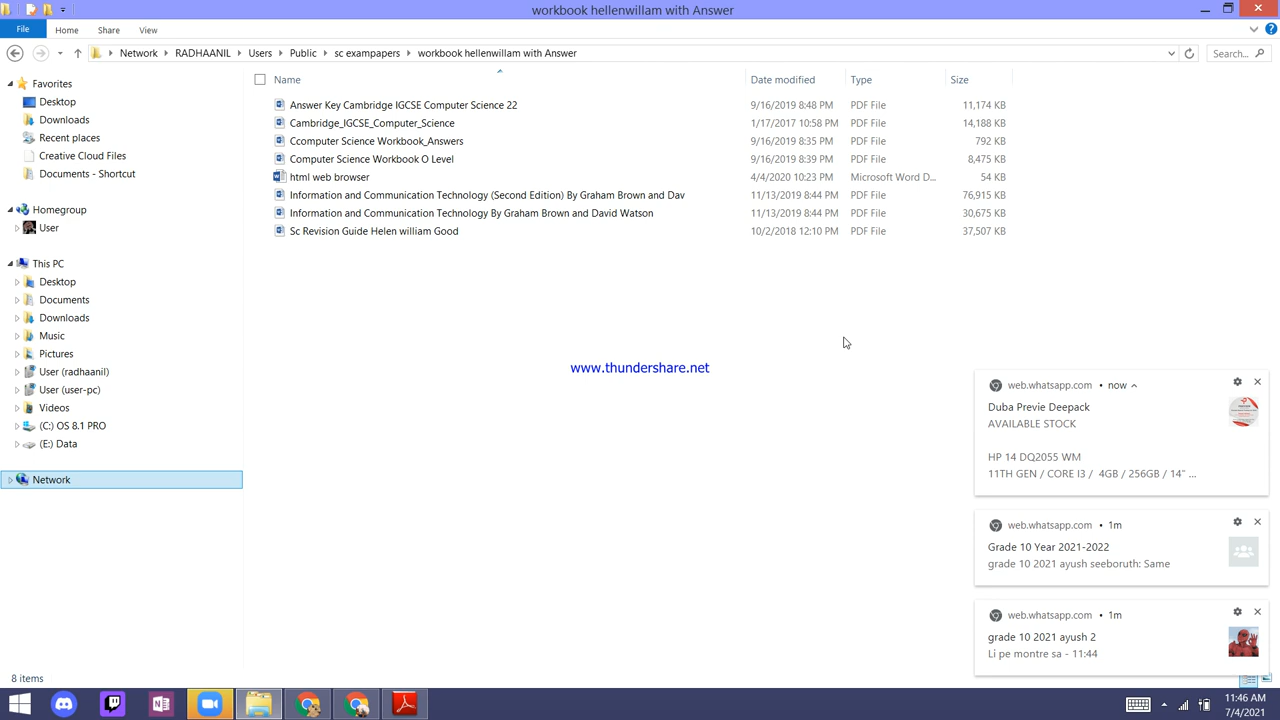 workbook hellenwillam with Answer
File Home Share View
Network RADHAANIL Users Public sc exampapers workbook hellenwillam with Answer Search...
Name Date modified Type Size
Answer Key Cambridge IGCSE Computer Science 22 9/16/2019 8:48 PM PDF File 11,174 KB
Cambridge_IGCSE_Computer_Science 1/17/2017 10:58 PM PDF File 14,188 KB
Ccomputer Science Workbook_Answers 9/16/2019 8:35 PM PDF File 792 KB
Computer Science Workbook O Level 9/16/2019 8:39 PM PDF File 8,475 KB
html web browser 4/4/2020 10:23 PM Microsoft Word D... 54 KB
Information and Communication Technology (Second Edition) By Graham Brown and Dav 11/13/2019 8:44 PM PDF File 76,915 KB
Information and Communication Technology By Graham Brown and David Watson 11/13/2019 8:44 PM PDF File 30,675 KB
Sc Revision Guide Helen william Good 10/2/2018 12:10 PM PDF File 37,507 KB
Favorites
Desktop
Downloads
Recent places
Creative Cloud Files
Documents - Shortcut
Homegroup
User
This PC
Desktop
Documents
Downloads
Music
Pictures
User (radhaanil)
User (user-pc)
Videos
(C:) OS 8.1 PRO
(E:) Data
Network
www.thundershare.net
web.whatsapp.com • now
Duba Previe Deepack
AVAILABLE STOCK
HP 14 DQ2055 WM
11TH GEN / CORE I3 / 4GB / 256GB / 14" ...
web.whatsapp.com • 1m
Grade 10 Year 2021-2022
grade 10 2021 ayush seeboruth: Same
web.whatsapp.com • 1m
grade 10 2021 ayush 2
Li pe montre sa - 11:44
8 items
11:46 AM
7/4/2021